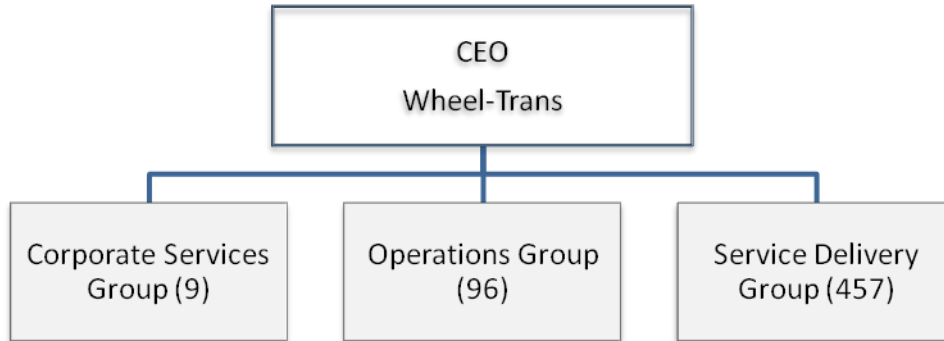 CEO
Wheel-Trans
Corporate Services
Group (9)
Operations Group
(96)
Service Delivery
Group (457)